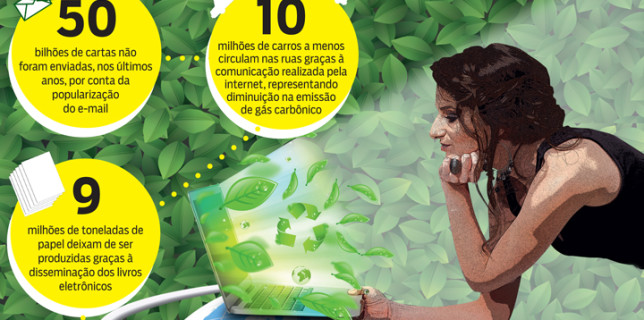 50
bilhões de cartas não
foram enviadas, nos últimos
anos, por conta da
popularização
do e-mail
10
milhões de carros a menos
circulam nas ruas graças à
comunicação realizada pela
internet, representando
diminuição na emissão
de gás carbônico
9
milhões de toneladas de
papel deixam de ser
produzidas graças à
disseminação dos livros
eletrônicos